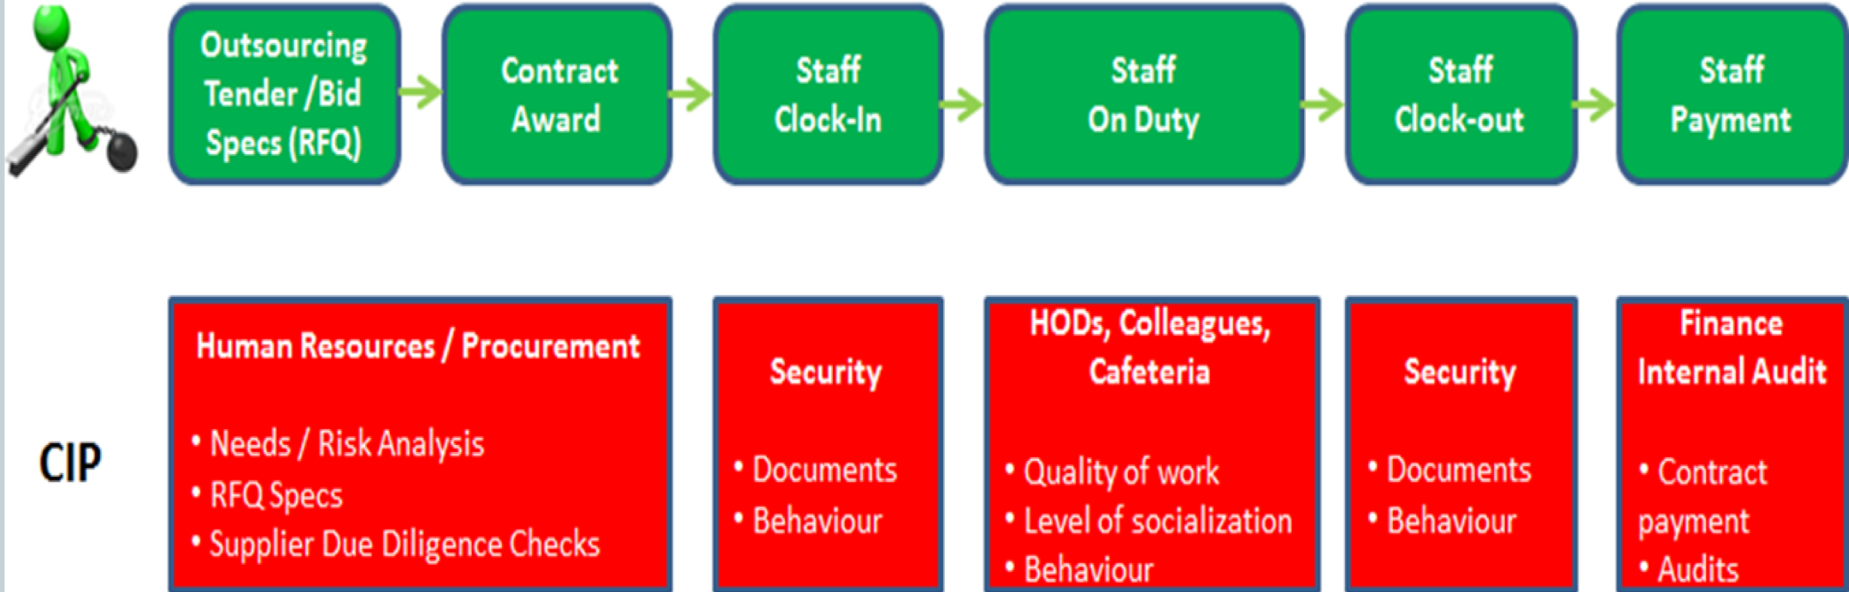 Outsourcing
Tender /Bid
Specs (RFQ)
Contract
Award
Staff
Clock-In
Staff
On Duty
Staff
Clock-out
Staff
Payment
CIP
Human Resources / Procurement
• Needs / Risk Analysis
• RFQ Specs
• Supplier Due Diligence Checks
Security
• Documents
• Behaviour
HODs, Colleagues,
Cafeteria
• Quality of work
• Level of socialization
• Behaviour
Security
• Documents
• Behaviour
Finance
Internal Audit
• Contract
payment
• Audits